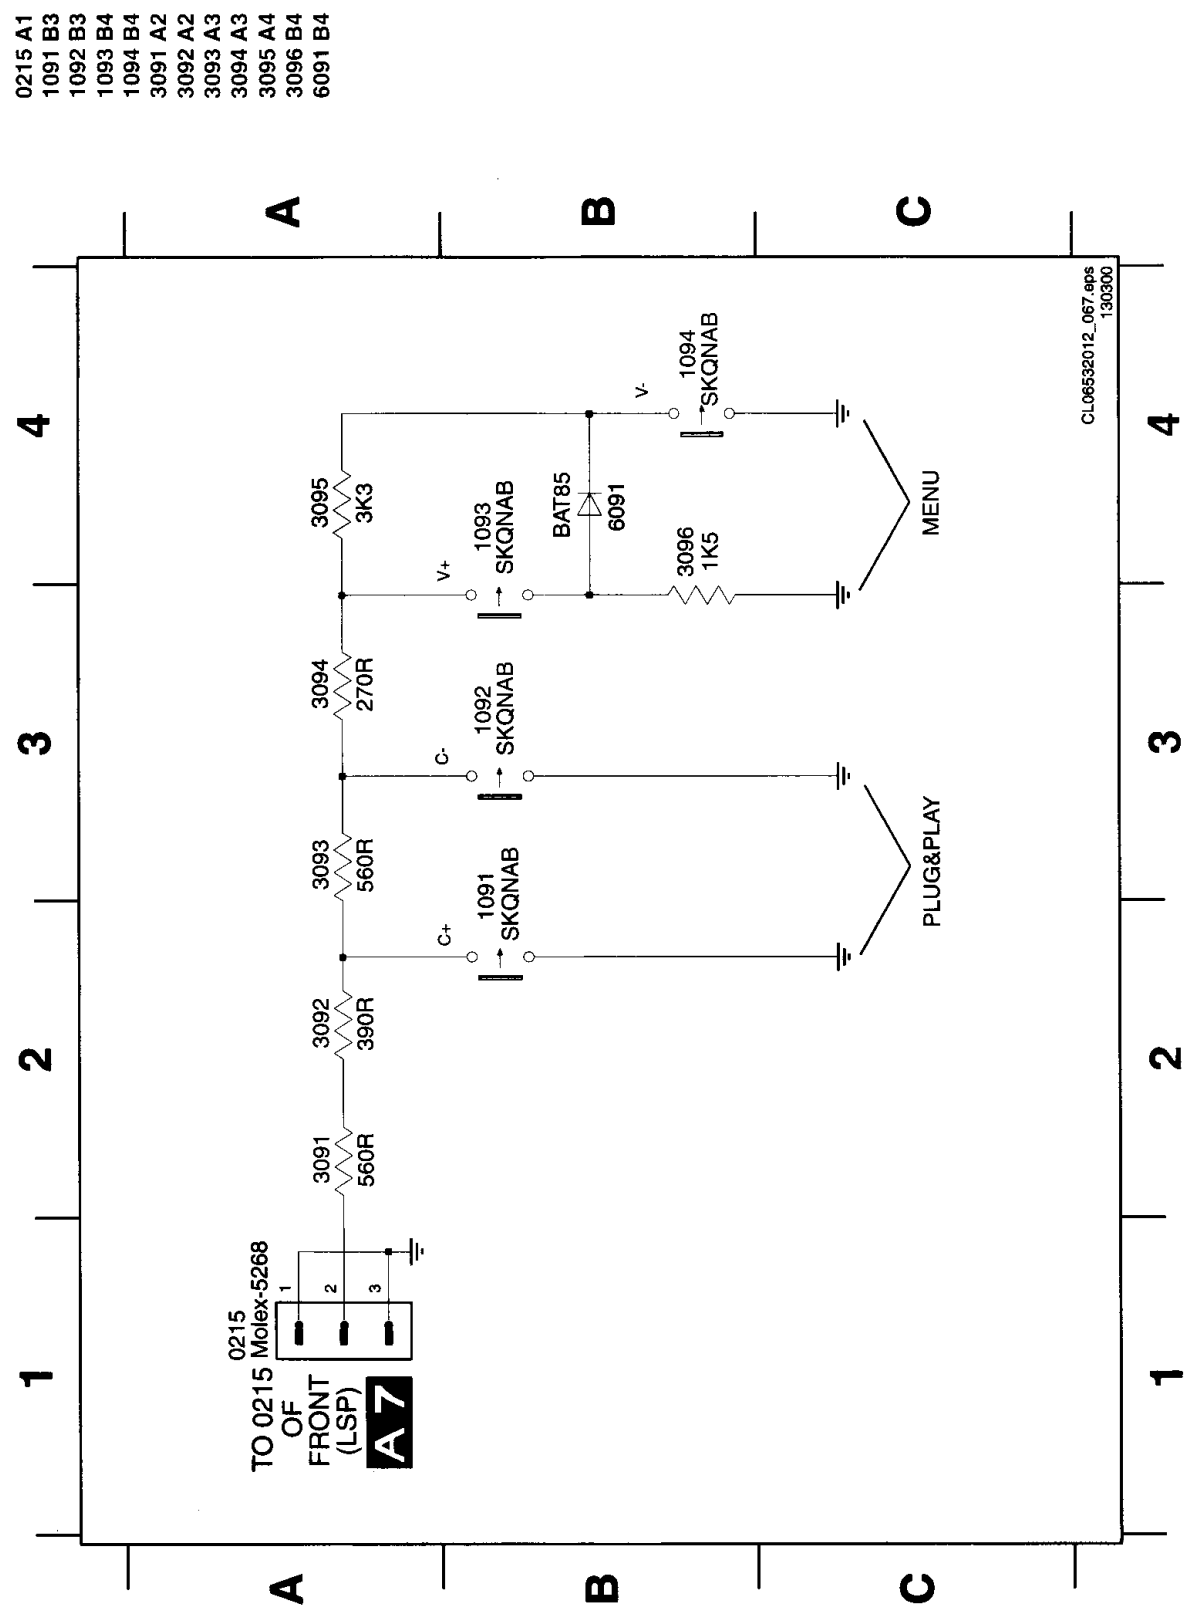 0215 A1
1091 B3
1092 B3
1093 B4
1094 B4
3091 A2
3092 A2
3093 A3
3094 A3
3095 A4
3096 B4
6091 B4
1
2
3
4
A
B
C
TO 0215
OF
FRONT
(LSP)
A 7
0215
Molex-5268
1
2
3
3091
560R
3092
390R
3093
560R
3094
270R
3095
3K3
C+
1091
SKQNAB
C-
1092
SKQNAB
V+
1093
SKQNAB
BAT85
6091
3096
1K5
V-
1094
SKQNAB
PLUG&PLAY
MENU
CL06532012_067.eps
130300
A
B
C
1
2
3
4